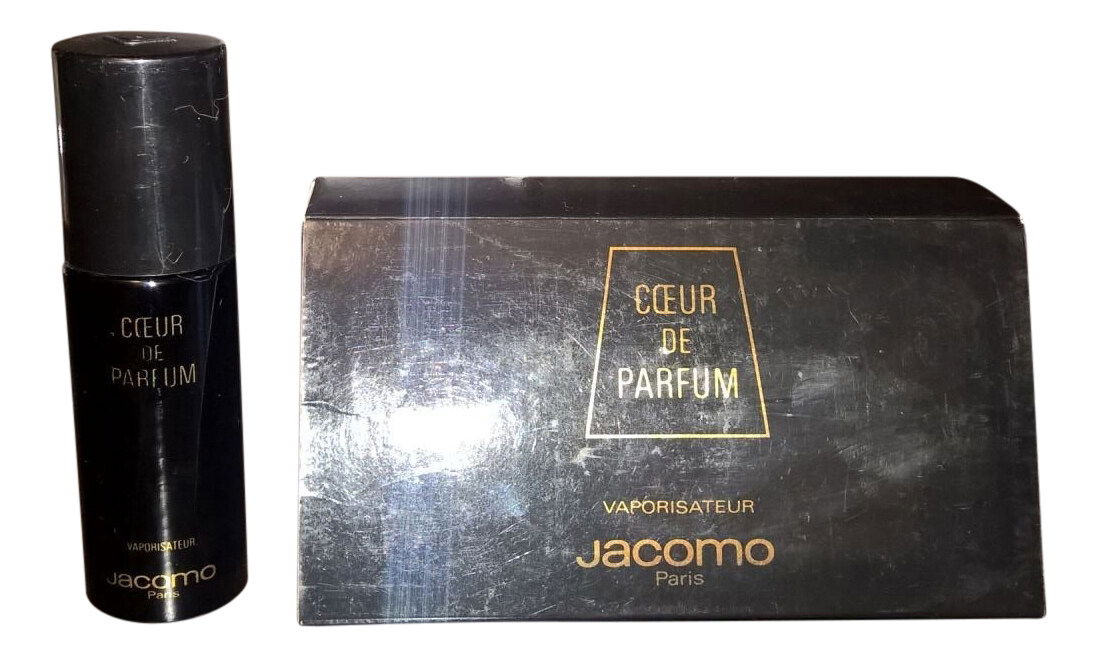 CŒUR
DE
PARFUM
VAPORISATEUR
Jacomo
Paris
CŒUR
DE
PARFUM
VAPORISATEUR
Jacomo
Paris